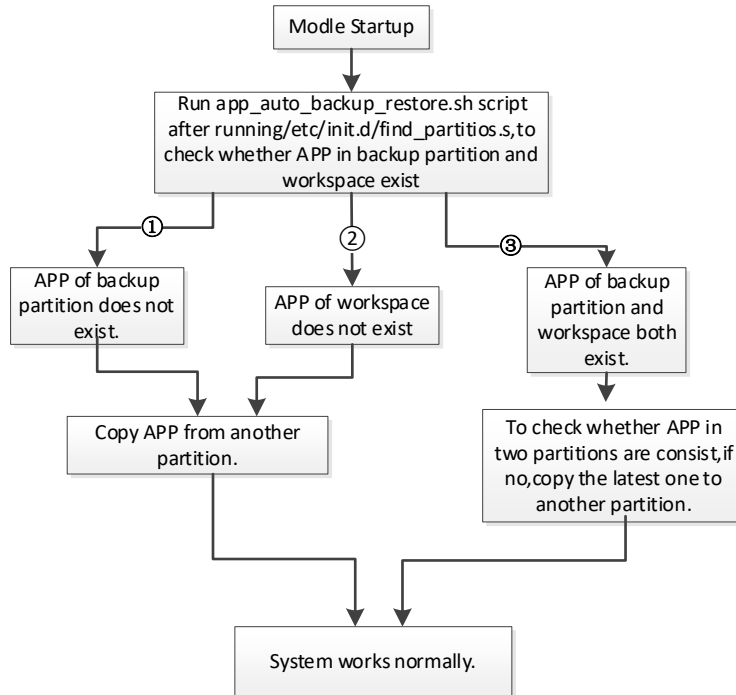 Modle Startup
Run app_auto_backup_restore.sh script
after running/etc/init.d/find_partitios.s,to
check whether APP in backup partition and
workspace exist
①
②
③
APP of backup
partition does not
exist.
APP of workspace
does not exist
APP of backup
partition and
workspace both
exist.
Copy APP from another
partition.
To check whether APP in
two partitions are consist,if
no,copy the latest one to
another partition.
System works normally.